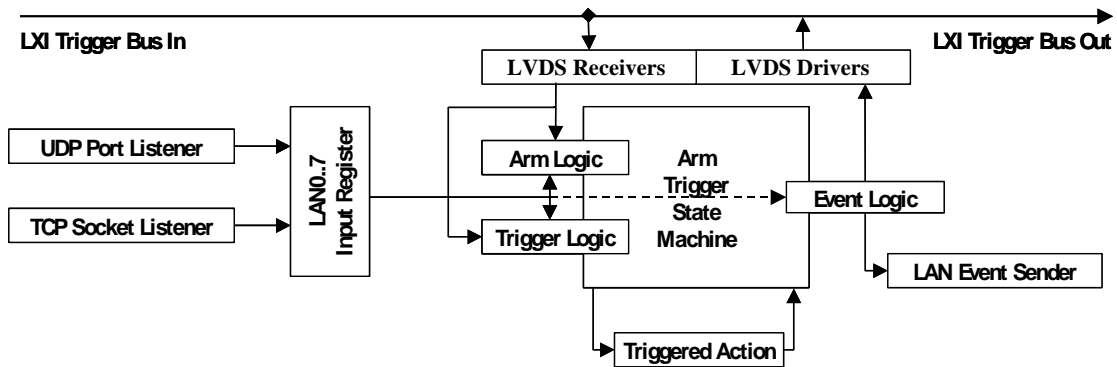 LXI Trigger Bus In
LXI Trigger Bus Out
LVDS Receivers
LVDS Drivers
UDP Port Listener
TCP Socket Listener
LAN0..7
Input Register
Arm Logic
Trigger Logic
Arm
Trigger
State
Machine
Event Logic
LAN Event Sender
Triggered Action